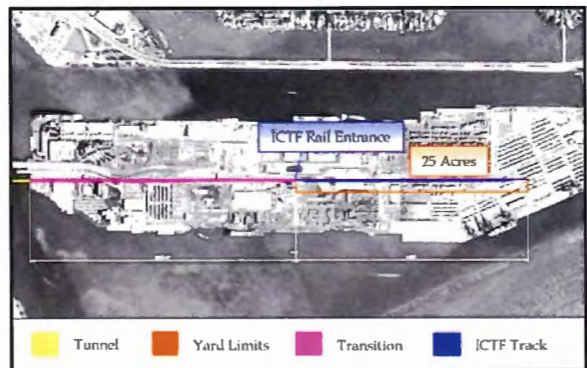 ICTF Rail Entrance
25 Acres
Tunnel
Yard Limits
Transition
ICTF Track